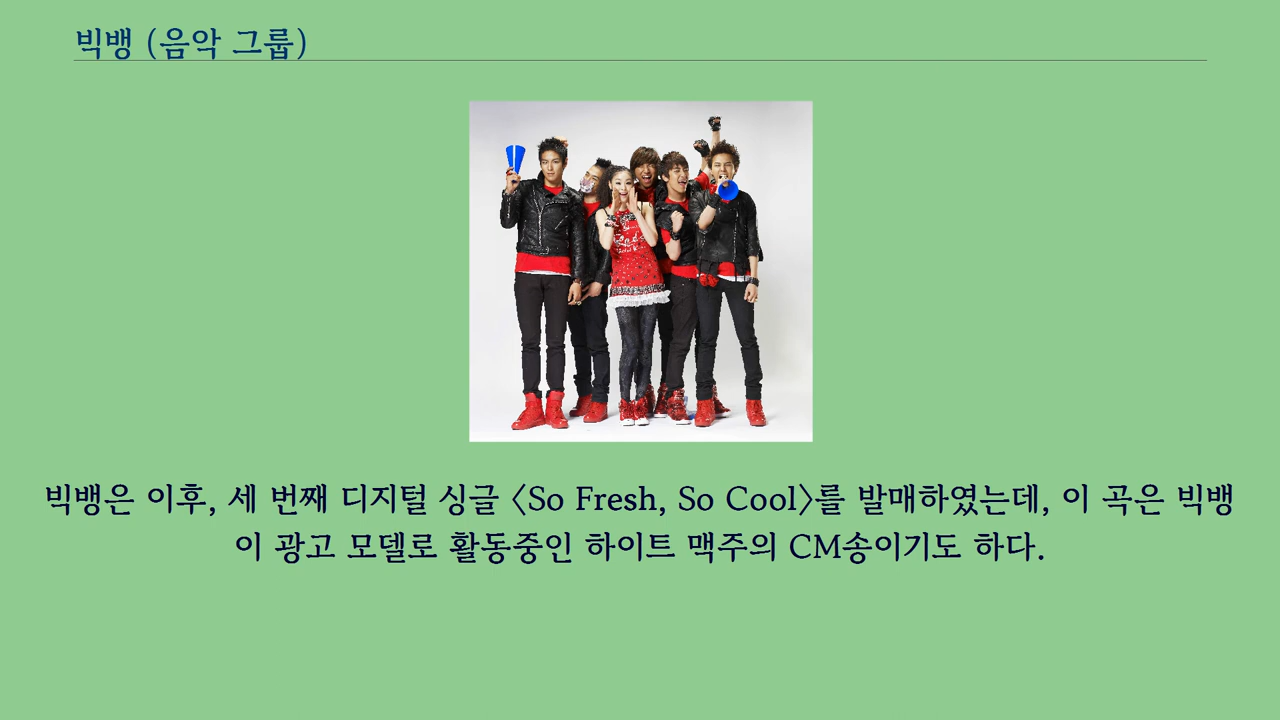 빅뱅 (음악 그룹)
빅뱅은 이후, 세 번째 디지털 싱글 〈So Fresh, So Cool〉를 발매하였는데, 이 곡은 빅뱅
이 광고 모델로 활동중인 하이트 맥주의 CM송이기도 하다.